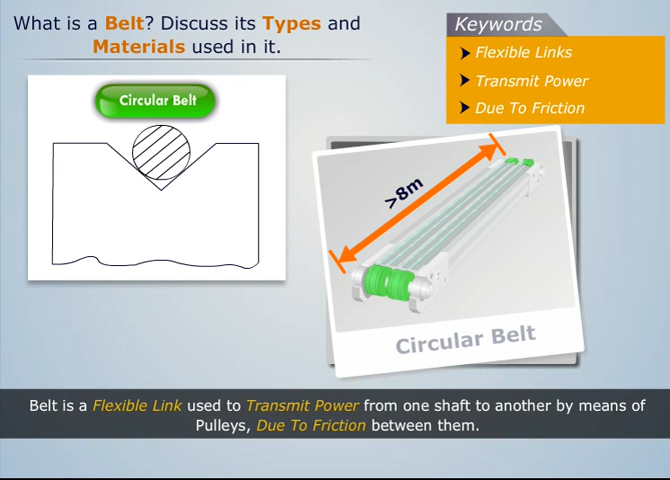 What is a Belt? Discuss its Types and
Materials used in it.
Keywords
Flexible Links
Transmit Power
Due To Friction
Circular Belt
>8m
Circular Belt
Belt is a Flexible Link used to Transmit Power from one shaft to another by means of
Pulleys, Due To Friction between them.